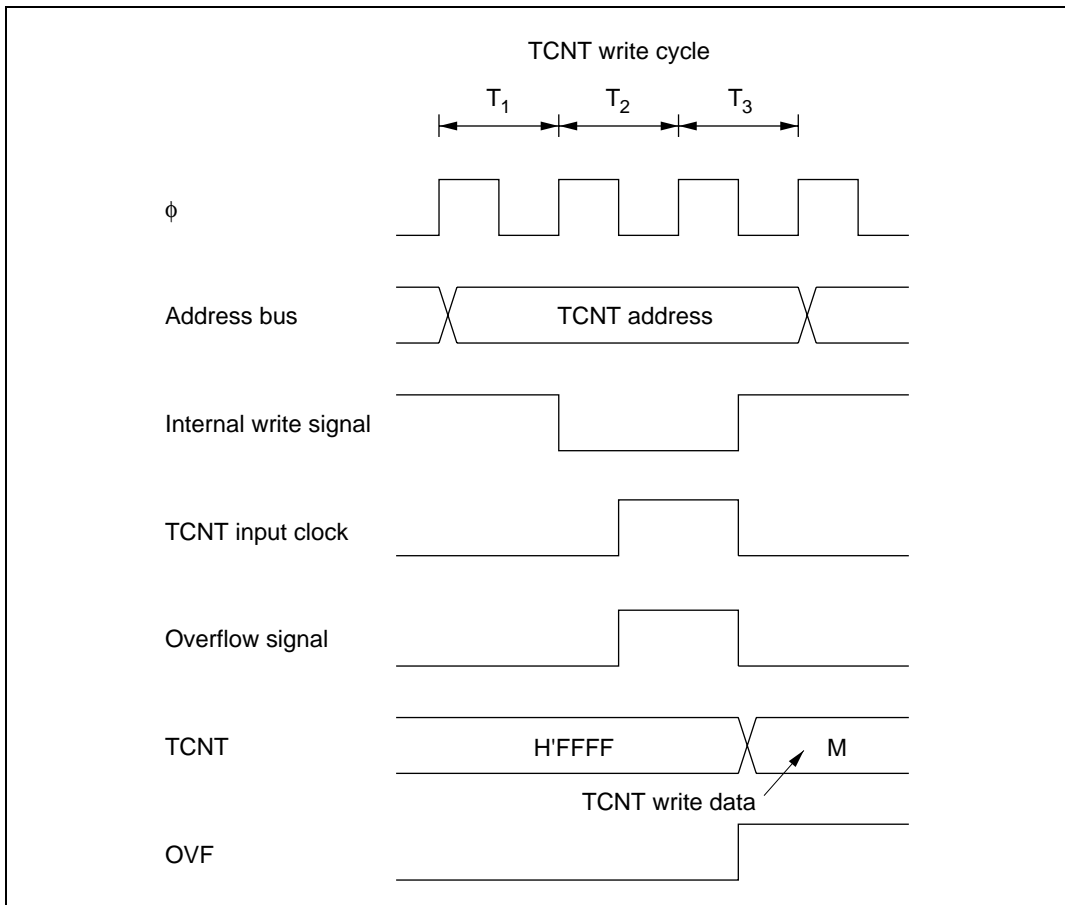 TCNT write cycle
T1 T2 T3
φ
Address bus TCNT address
Internal write signal
TCNT input clock
Overflow signal
TCNT H'FFFF M
TCNT write data
OVF